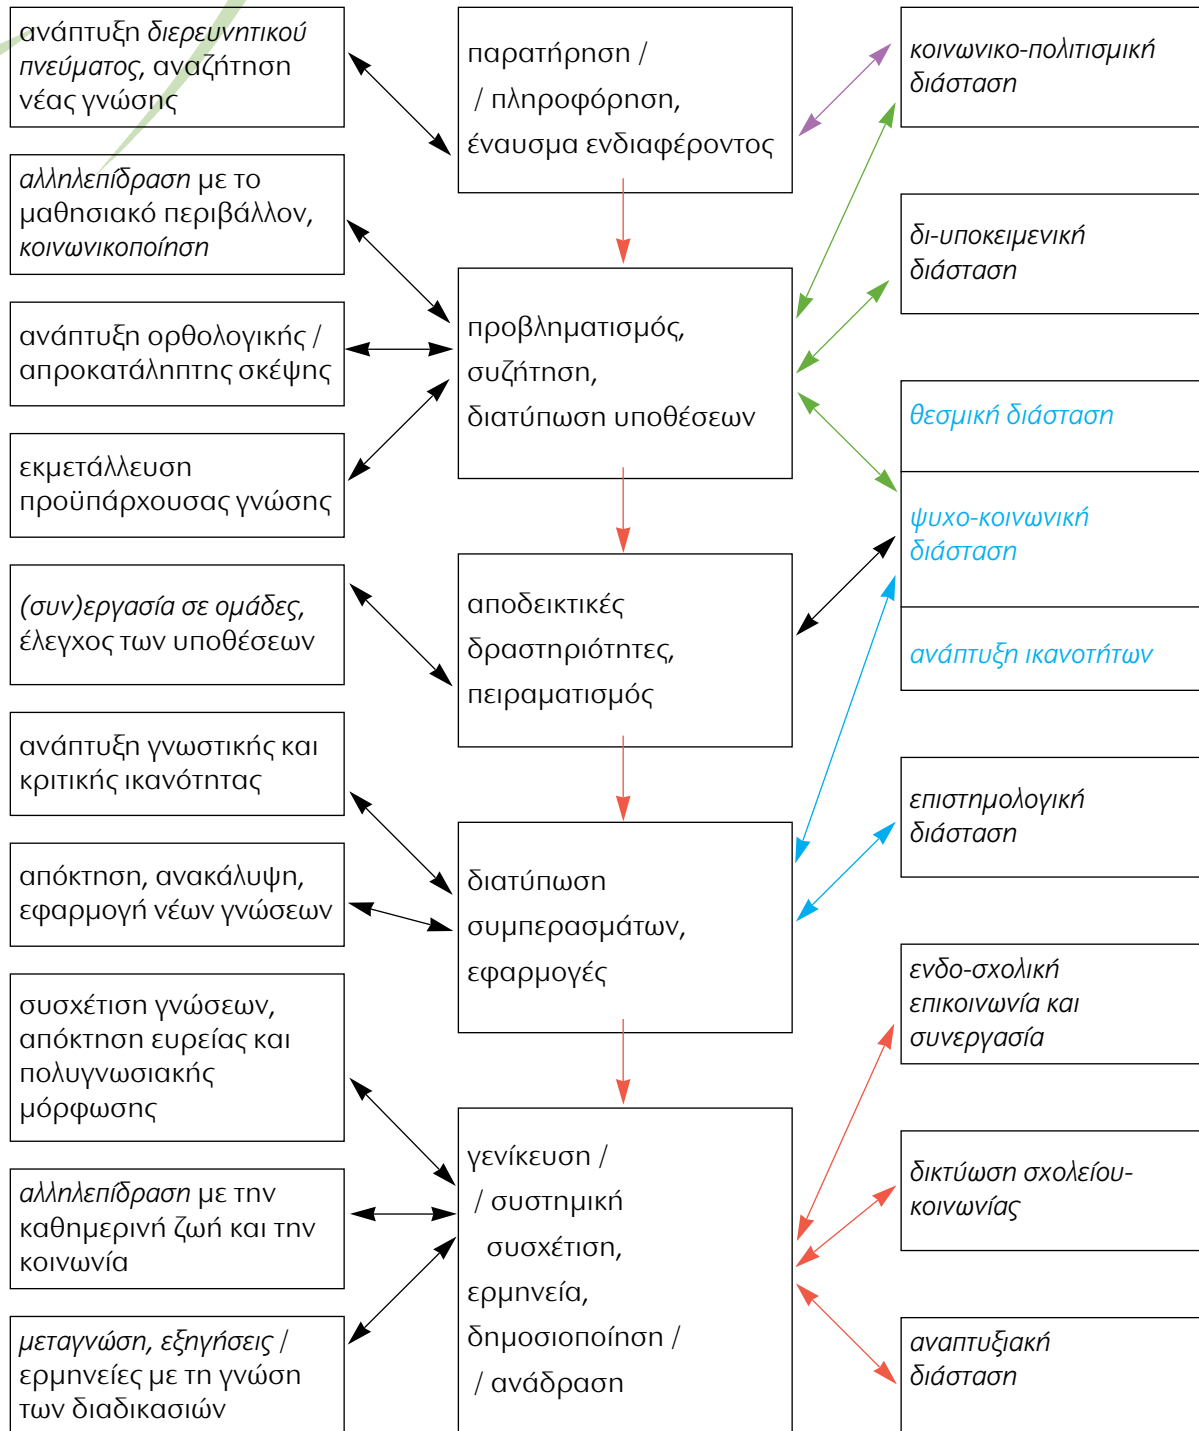 ανάπτυξη διερευνητικού
πνεύματος, αναζήτηση
νέας γνώσης
αλληλεπίδραση με το
μαθησιακό περιβάλλον,
κοινωνικοποίηση
ανάπτυξη ορθολογικής /
απροκατάληπτης σκέψης
εκμετάλλευση
προϋπάρχουσας γνώσης
(συν)εργασία σε ομάδες,
έλεγχος των υποθέσεων
ανάπτυξη γνωστικής και
κριτικής ικανότητας
απόκτηση, ανακάλυψη,
εφαρμογή νέων γνώσεων
συσχέτιση γνώσεων,
απόκτηση ευρείας και
πολυγνωσιακής
μόρφωσης
αλληλεπίδραση με την
καθημερινή ζωή και την
κοινωνία
μεταγνώση, εξηγήσεις /
ερμηνείες με τη γνώση
των διαδικασιών
παρατήρηση /
/ πληροφόρηση,
έναυσμα ενδιαφέροντος
προβληματισμός,
συζήτηση,
διατύπωση υποθέσεων
αποδεικτικές
δραστηριότητες,
πειραματισμός
διατύπωση
συμπερασμάτων,
εφαρμογές
γενίκευση /
/ συστημική
συσχέτιση,
ερμηνεία,
δημοσιοποίηση /
/ ανάδραση
κοινωνικο-πολιτισμική
διάσταση
δι-υποκειμενική
διάσταση
θεσμική διάσταση
ψυχο-κοινωνική
διάσταση
ανάπτυξη ικανοτήτων
επιστημολογική
διάσταση
ενδο-σχολική
επικοινωνία και
συνεργασία
δικτύωση σχολείου-
κοινωνίας
αναπτυξιακή
διάσταση